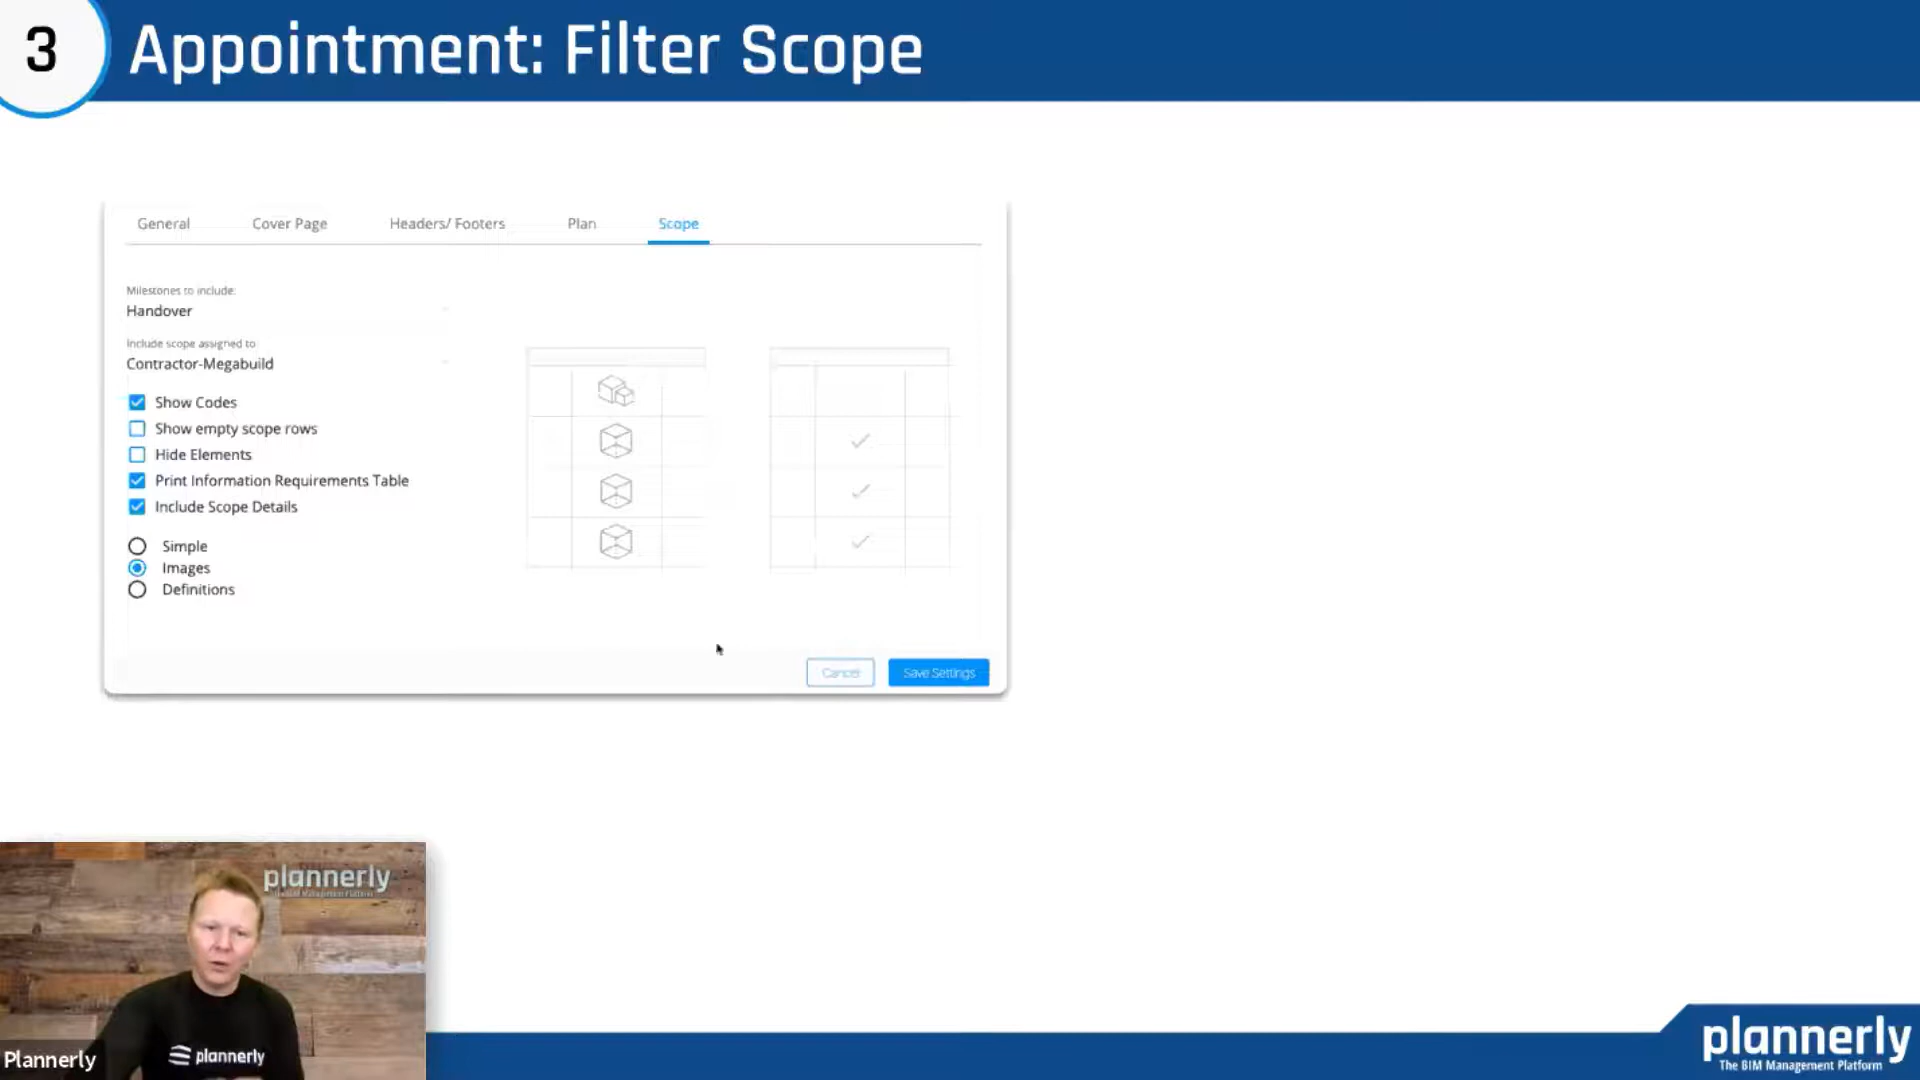 3
Appointment: Filter Scope
General Cover Page Headers/ Footers Plan Scope
Milestones to include:
Handover
Include scope assigned to
Contractor-Megabuild
Show Codes
Show empty scope rows
Hide Elements
Print Information Requirements Table
Include Scope Details
Simple
Images
Definitions
Cancel Save Settings
plannerly
plannerly
Plannerly
plannerly
The BIM Management Platform